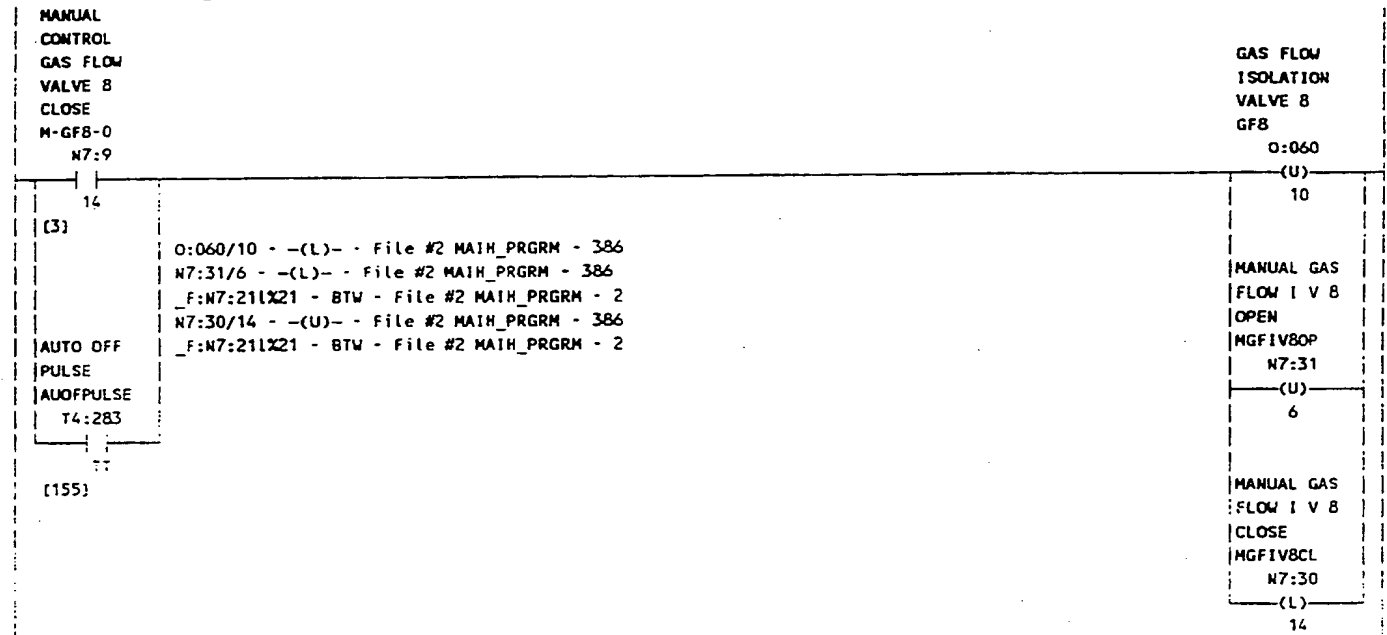 MANUAL
CONTROL
GAS FLOW
VALVE 8
CLOSE
M-GF8-0
N7:9
14
[3]
AUTO OFF
PULSE
AUOFPULSE
T4:283
TT
[155]
O:060/10 - —(L)— - File #2 MAIN_PRGRM - 386
N7:31/6 - —(L)— - File #2 MAIN_PRGRM - 386
_F:N7:211%21 - BTW - File #2 MAIN_PRGRM - 2
N7:30/14 - —(U)— - File #2 MAIN_PRGRM - 386
_F:N7:211%21 - BTW - File #2 MAIN_PRGRM - 2
GAS FLOW
ISOLATION
VALVE 8
GF8
O:060
(U)
10
MANUAL GAS
FLOW I V 8
OPEN
MGFIV8OP
N7:31
(U)
6
MANUAL GAS
FLOW I V 8
CLOSE
MGFIV8CL
N7:30
(L)
14